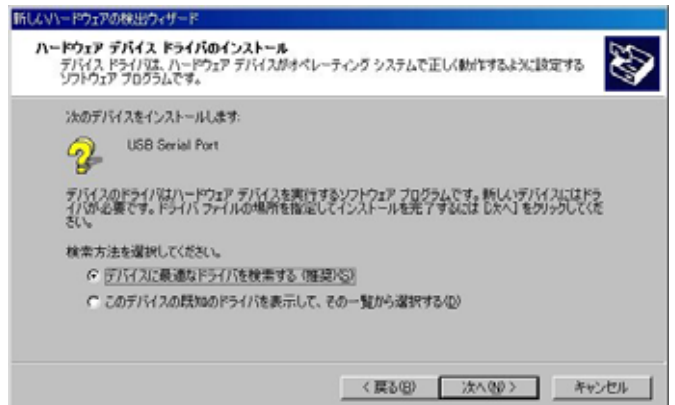 新しいハードウェアの検出ウィザード
ハードウェア デバイス ドライバのインストール
デバイス ドライバは、ハードウェア デバイスがオペレーティング システムで正しく動作するように設定する
ソフトウェア プログラムです。
次のデバイスをインストールします:
USB Serial Port
デバイスのドライバはハードウェア デバイスを実行するソフトウェア プログラムです。新しいデバイスにはドラ
イバが必要です。ドライバ ファイルの場所を指定してインストールを完了するには [次へ] をクリックしてくだ
さい。
検索方法を選択してください。
デバイスに最適なドライバを検索する (推奨)(S)
このデバイスの既知のドライバを表示して、その一覧から選択する(D)
< 戻る(B) 次へ(N) > キャンセル